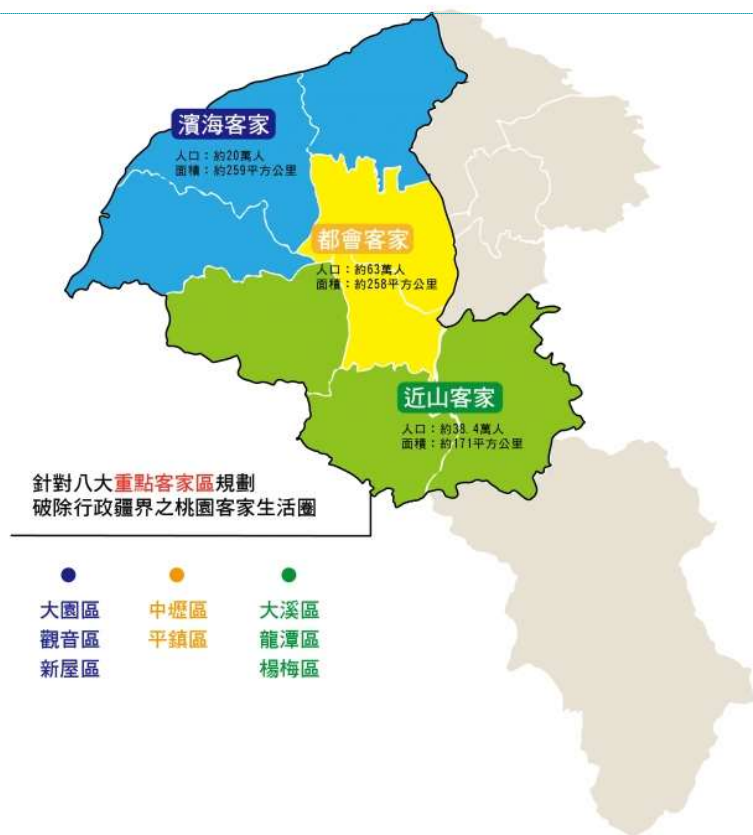 濱海客家
人口：約20萬人
面積：約259平方公里
都會客家
人口：約63萬人
面積：約258平方公里
近山客家
人口：約38.4萬人
面積：約171平方公里
針對八大重點客家區規劃
破除行政疆界之桃園客家生活圈
大園區
觀音區
新屋區
中壢區
平鎮區
大溪區
龍潭區
楊梅區